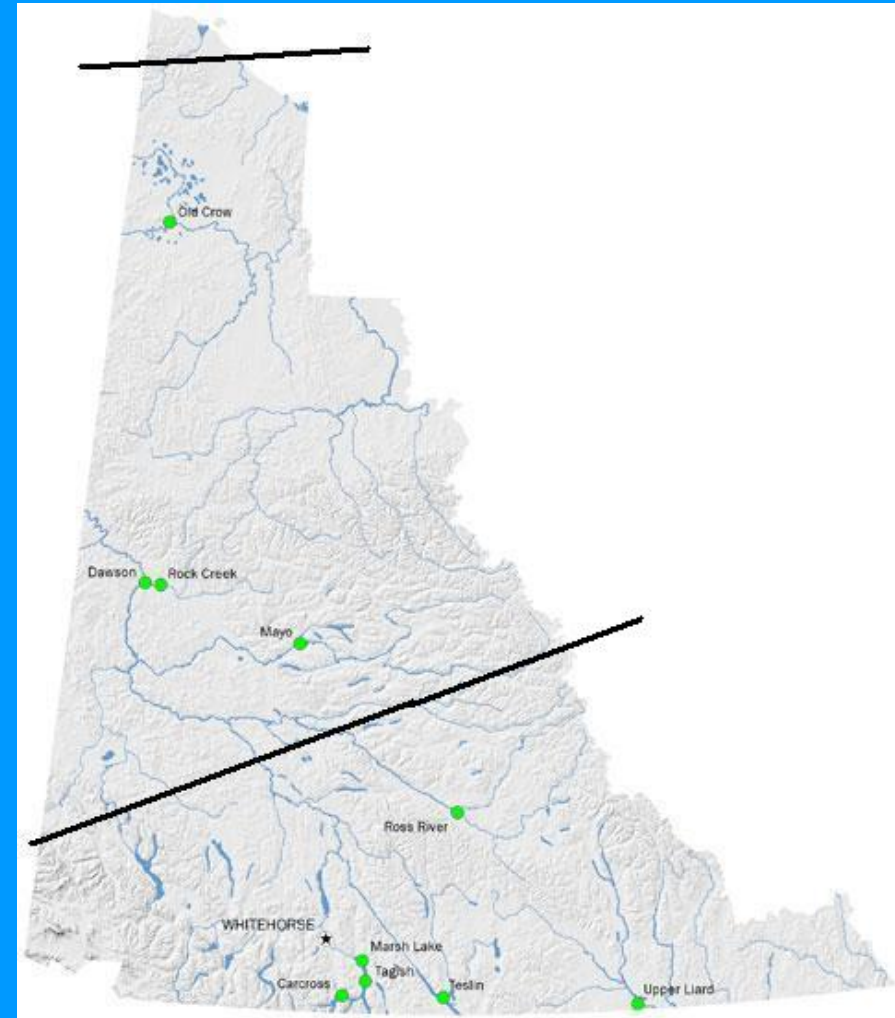 Old Crow
Dawson
Rock Creek
Mayo
Ross River
WHITEHORSE
Marsh Lake
Tagish
Carcross
Teslin
Upper Liard